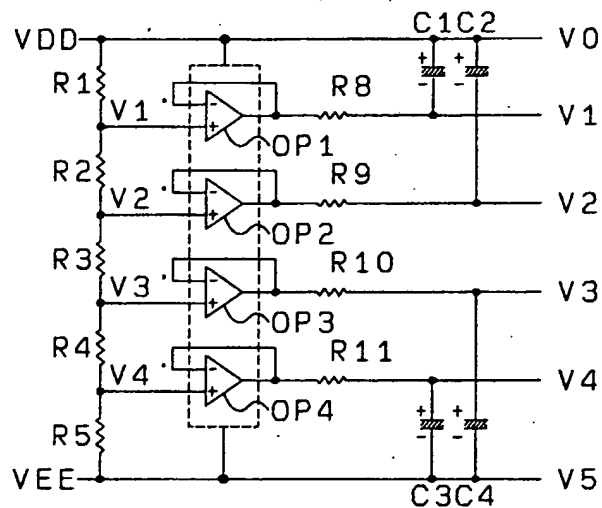 C1C2
VDD V0
+ +
R1 R8
- -
V1 - V1
+
OP1
R2 R9
V2 - V2
+
OP2
R3 R10
V3 - V3
+
OP3
R4 R11
V4 - V4
+
OP4
+ +
R5
- -
VEE V5
C3C4